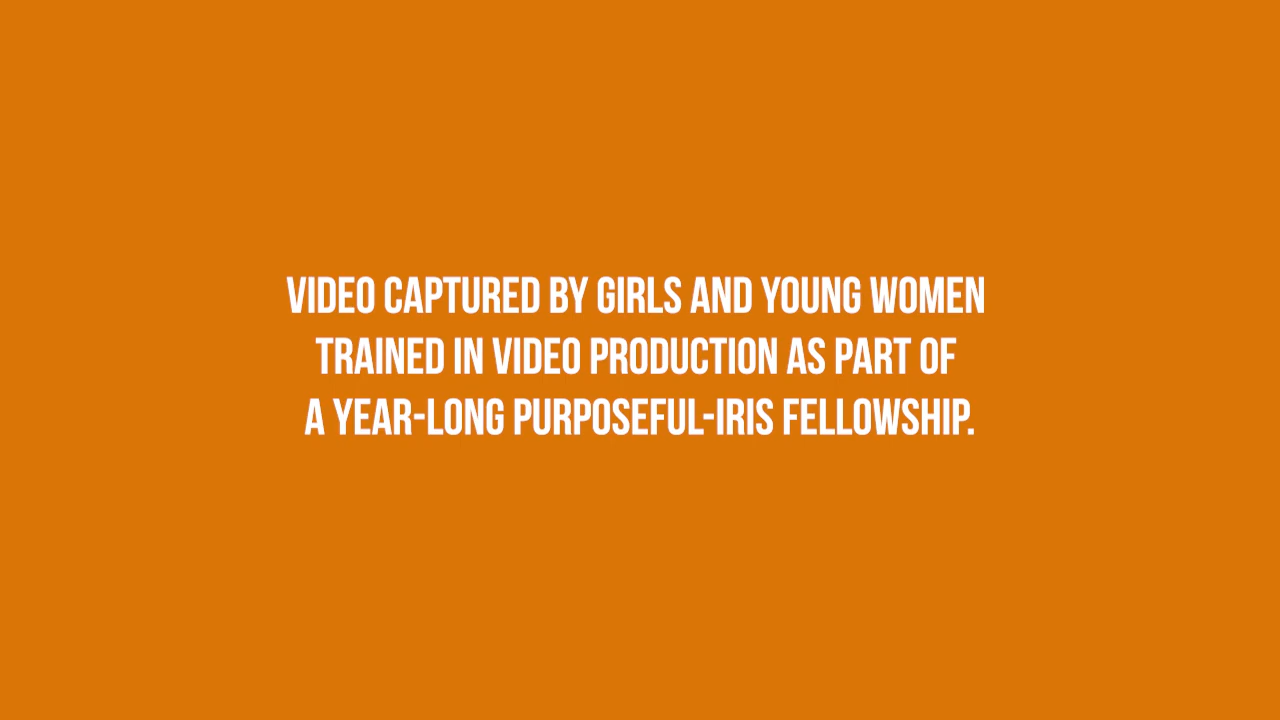 VIDEO CAPTURED BY GIRLS AND YOUNG WOMEN
TRAINED IN VIDEO PRODUCTION AS PART OF
A YEAR-LONG PURPOSEFUL-IRIS FELLOWSHIP.